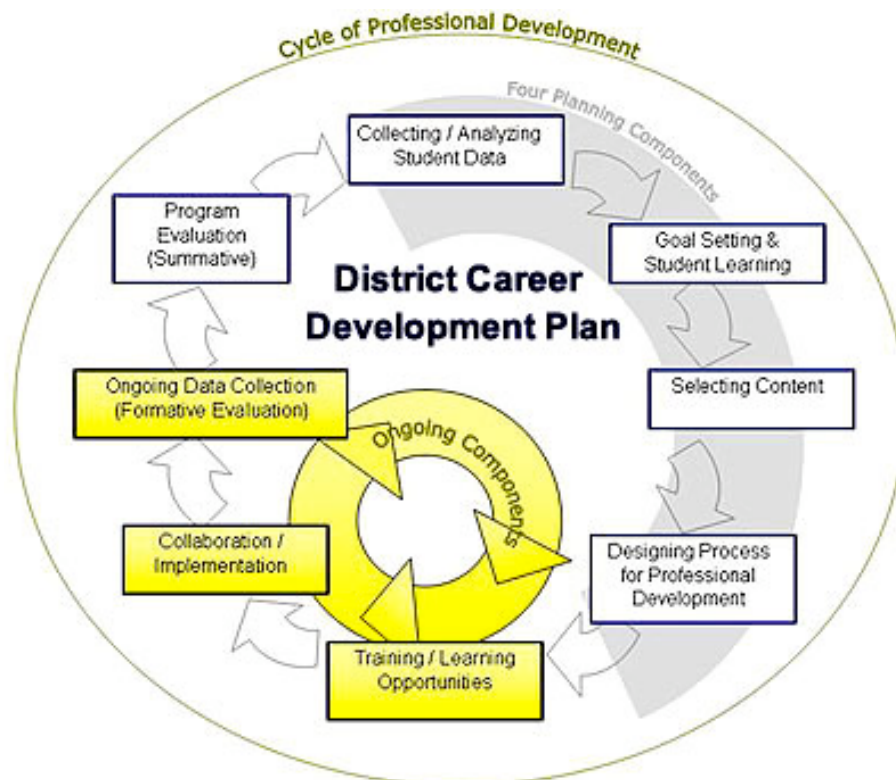 Cycle of Professional Development
Four Planning Components
Collecting / Analyzing
Student Data
Program
Evaluation
(Summative)
Goal Setting &
Student Learning
District Career
Development Plan
Ongoing Data Collection
(Formative Evaluation)
Selecting Content
Ongoing Components
Collaboration /
Implementation
Designing Process
for Professional
Development
Training / Learning
Opportunities